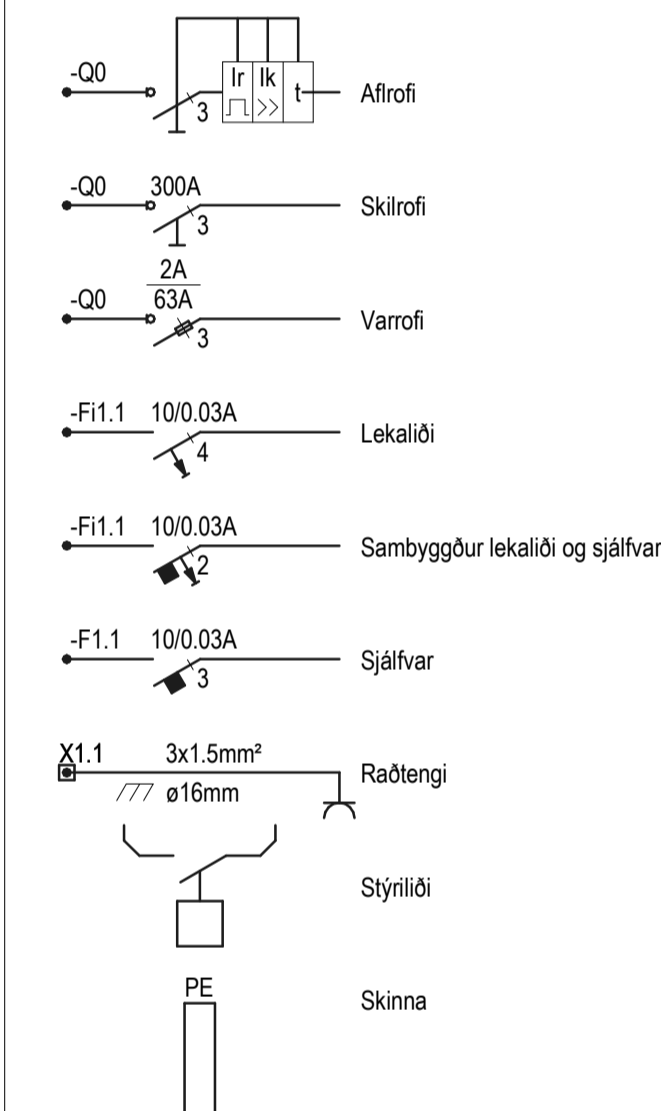 -Q0 Ir Ik t 3 Aflrofi
>>
-Q0 300A 3 Skilrofi
2A
-Q0 63A 3 Varrofi
-Fi1.1 10/0.03A 4 Lekaliði
-Fi1.1 10/0.03A 2 Sambyggður lekaliði og sjálfvar
-F1.1 10/0.03A 3 Sjálfvar
X1.1 3x1.5mm² Raðtengi
ø16mm
Stýriliði
PE Skinna